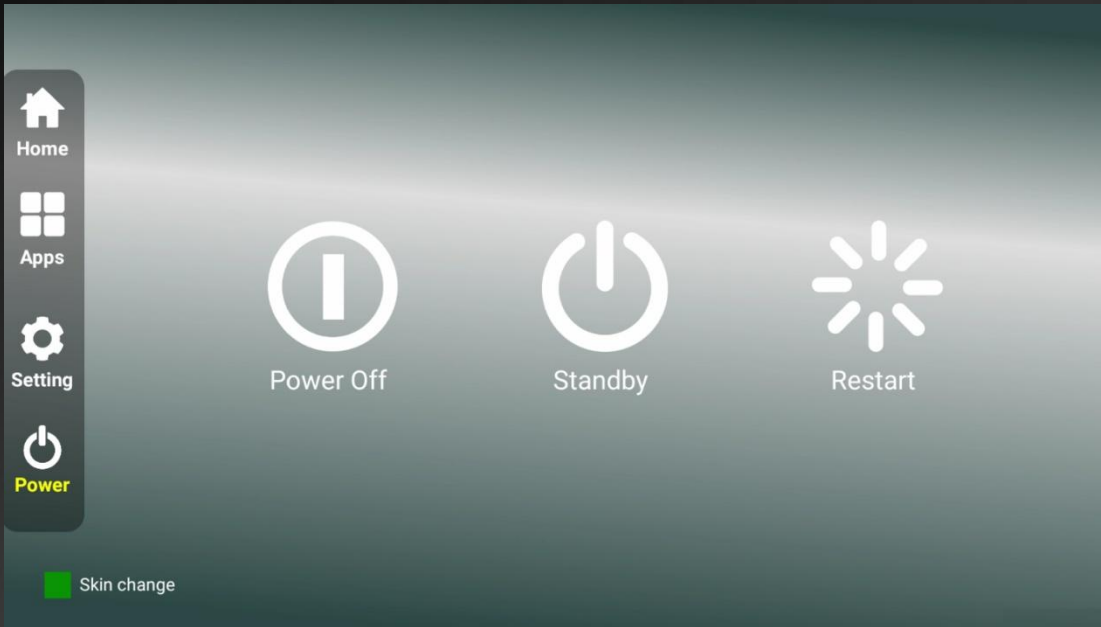 Home
Apps
Setting
Power
Power Off
Standby
Restart
Skin change